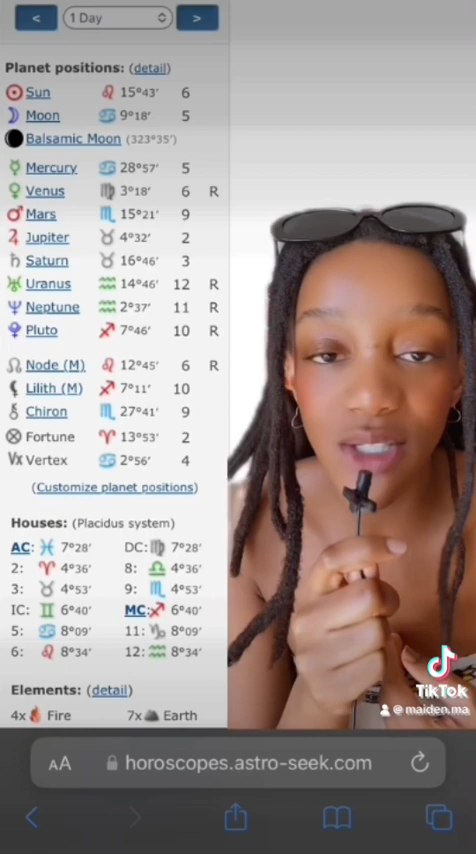 < 1 Day >
Planet positions: (detail)
Sun 15°43′ 6
Moon 9°18′ 5
Balsamic Moon (323°35′)
Mercury 28°57′ 5
Venus 3°18′ 6 R
Mars 15°21′ 9
Jupiter 4°32′ 2
Saturn 16°46′ 3
Uranus 14°46′ 12 R
Neptune 2°37′ 11 R
Pluto 7°46′ 10 R
Node (M) 12°45′ 6 R
Lilith (M) 7°11′ 10
Chiron 27°41′ 9
Fortune 13°53′ 2
Vx Vertex 2°56′ 4
(Customize planet positions)
Houses: (Placidus system)
AC: 7°28′ DC: 7°28′
2: 4°36′ 8: 4°36′
3: 4°53′ 9: 4°53′
IC: 6°40′ MC: 6°40′
5: 8°09′ 11: 8°09′
6: 8°34′ 12: 8°34′
Elements: (detail)
4x Fire 7x Earth
TikTok
@maiden.ma
AA horoscopes.astro-seek.com